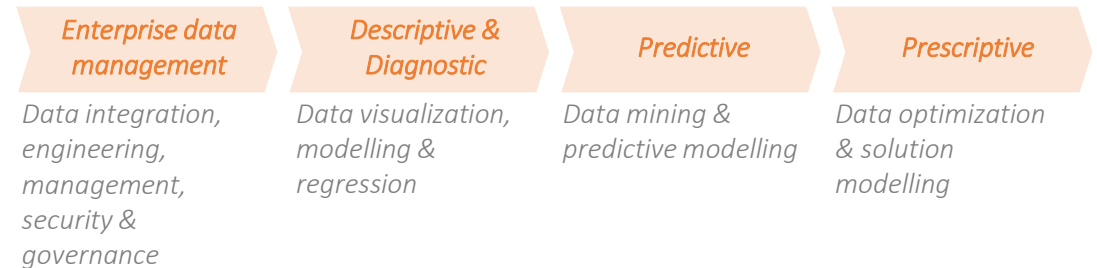 Enterprise data
management
Data integration,
engineering,
management,
security &
governance
Descriptive &
Diagnostic
Data visualization,
modelling &
regression
Predictive
Data mining &
predictive modelling
Prescriptive
Data optimization
& solution
modelling